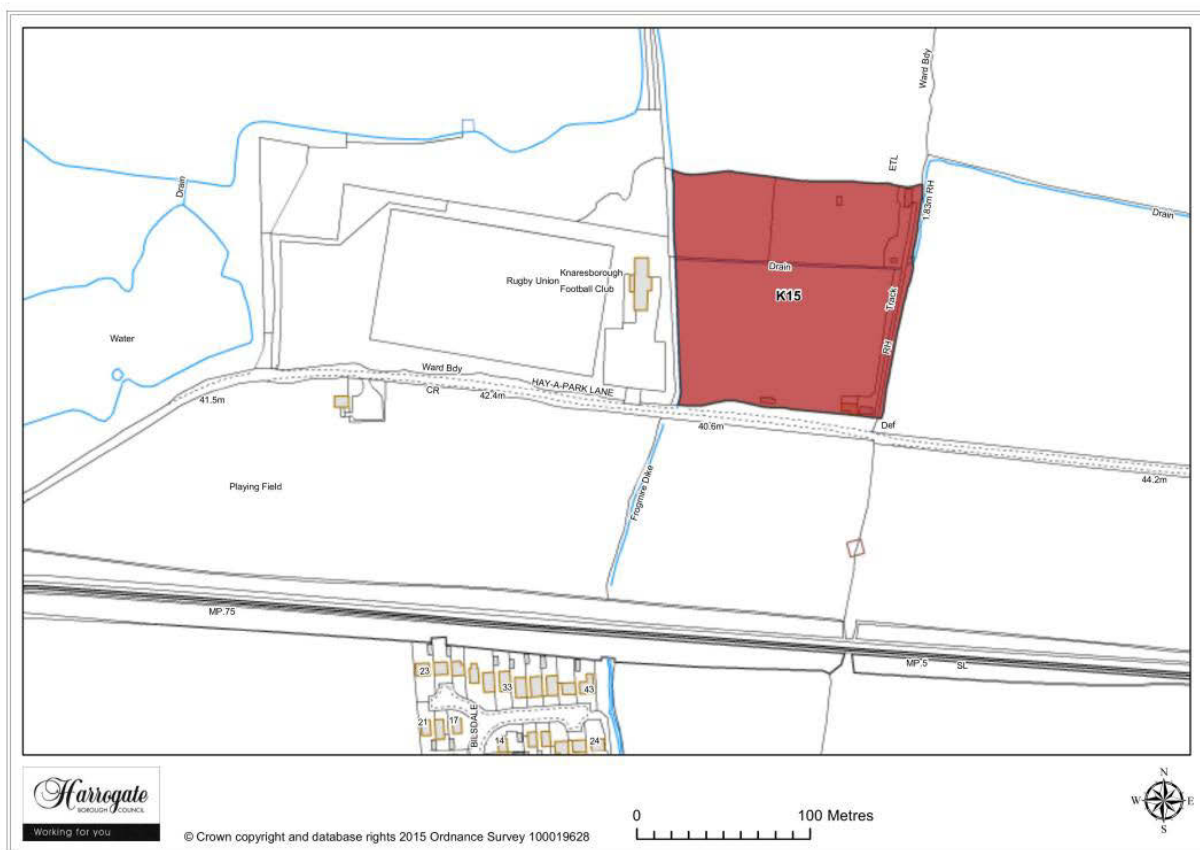 Ward Bdy
ETL
1.83m RH
Drain
Drain
Drain
K15
Track
RH
Rugby Union
Knaresborough
Football Club
Water
Ward Bdy
HAY-A-PARK LANE
CR
41.5m
42.4m
40.6m
Def
44.2m
Playing Field
Frogmire Dike
MP.75
MP.5
SL
23
33
43
21
17
BILSDALE
14
24
Harrogate
BOROUGH COUNCIL
Working for you
© Crown copyright and database rights 2015 Ordnance Survey 100019628
0
100 Metres
N
W
E
S